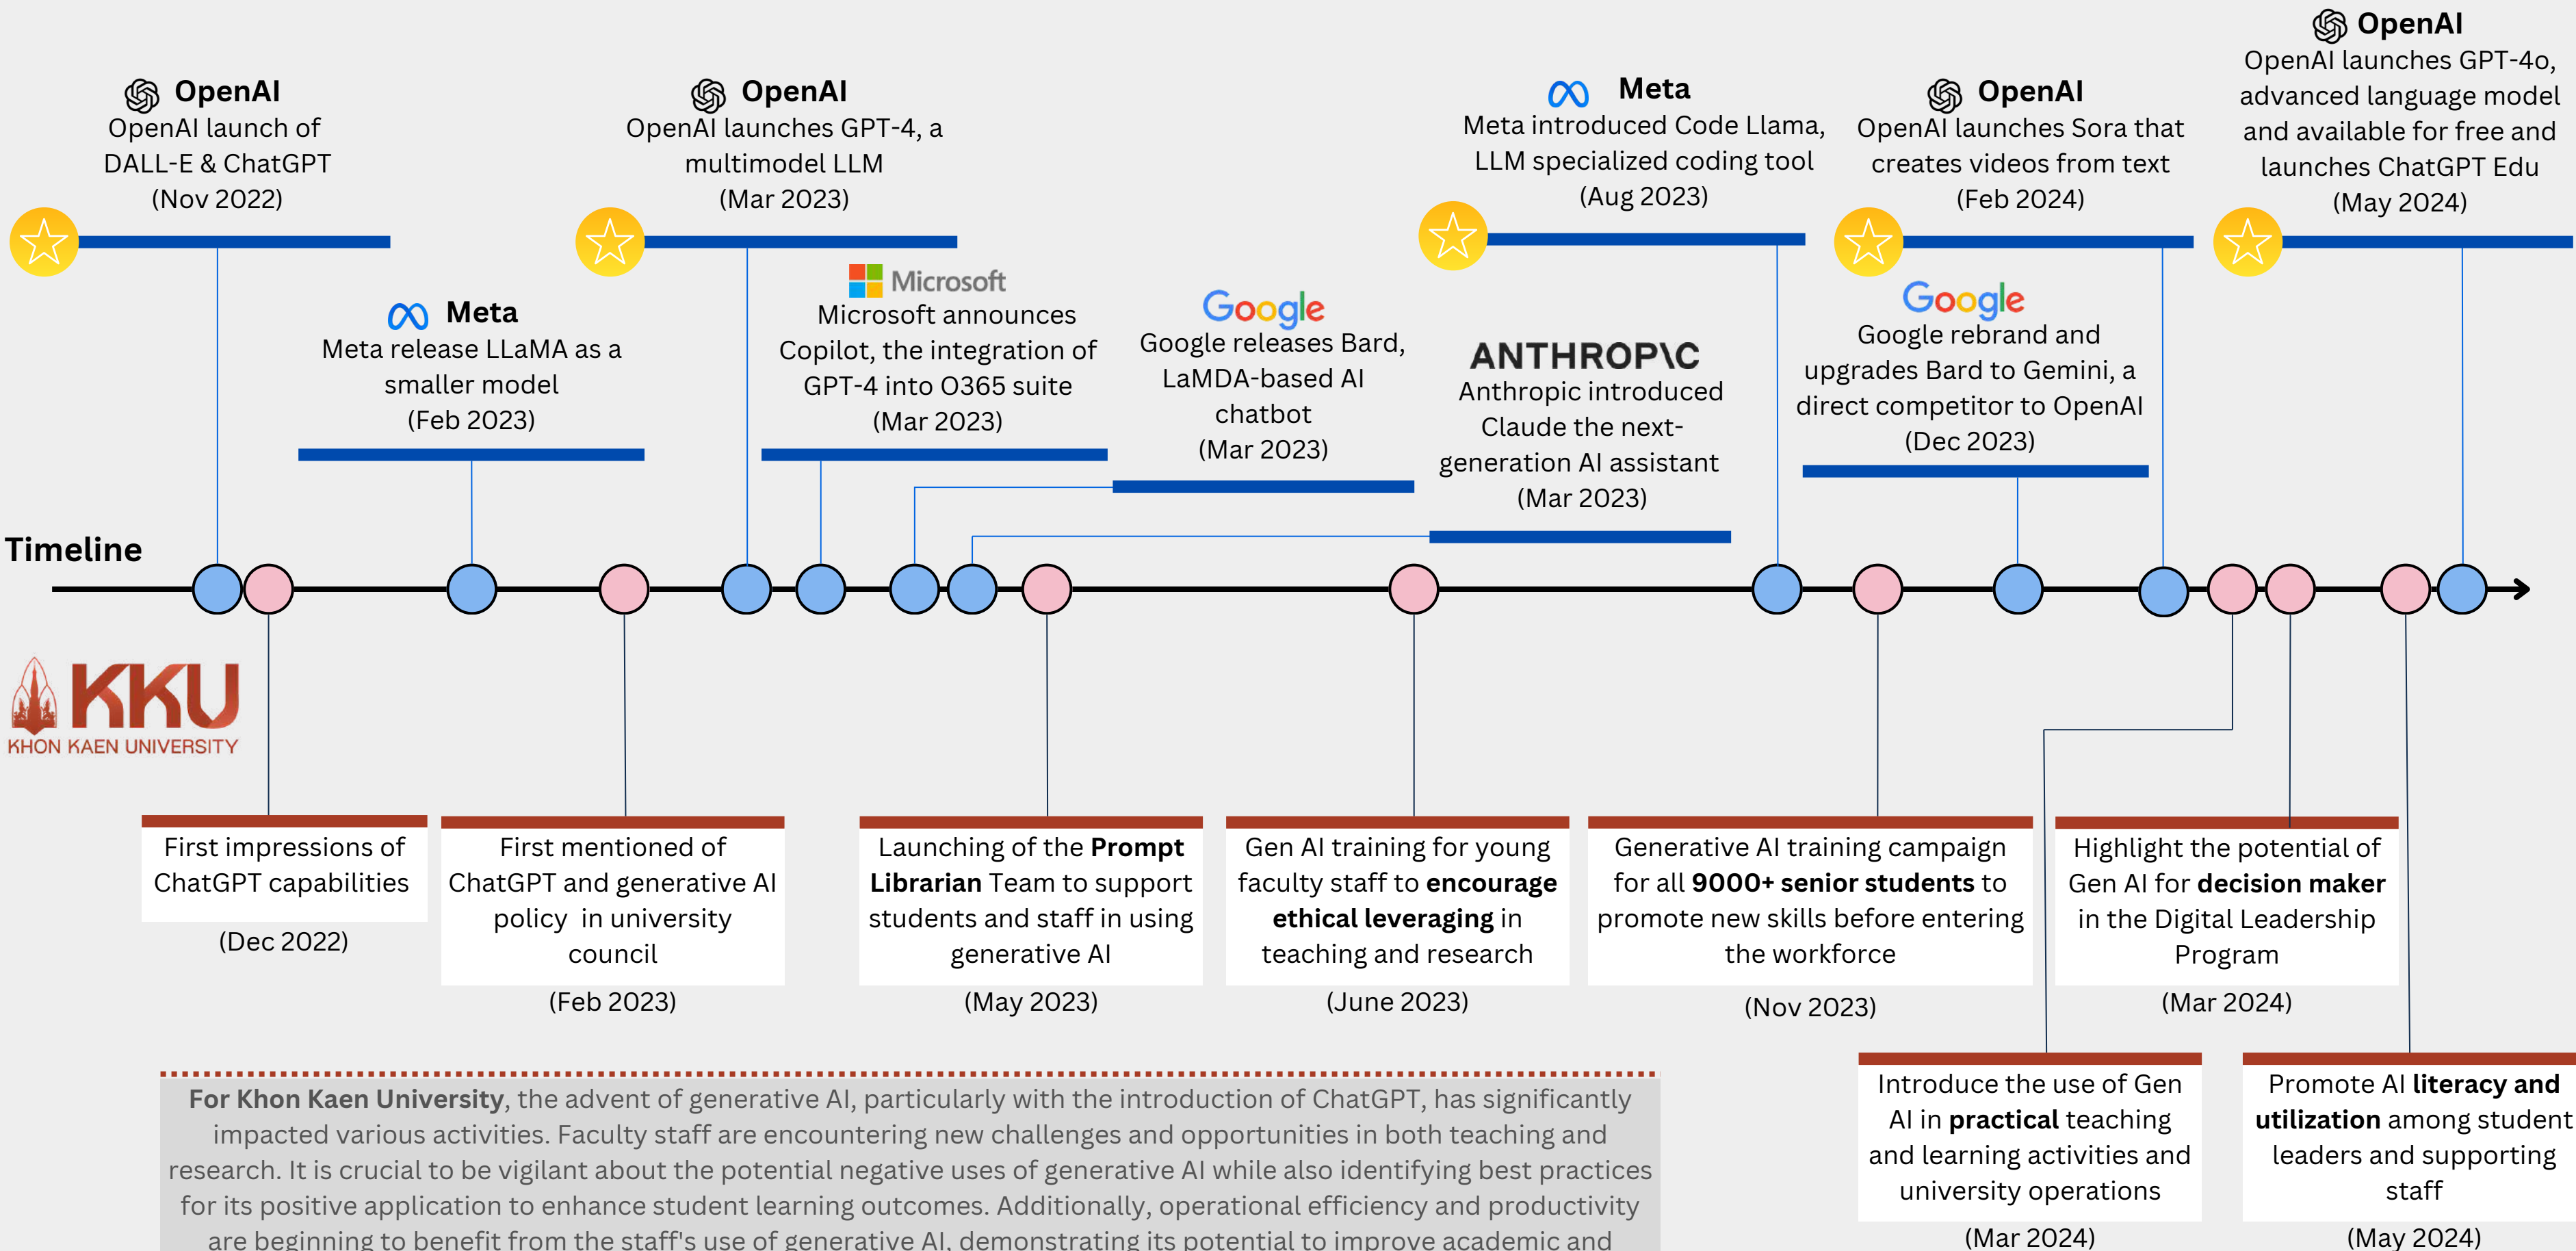 OpenAI
OpenAI launch of
DALL-E & ChatGPT
(Nov 2022)
Meta
Meta release LLaMA as a
smaller model
(Feb 2023)
OpenAI
OpenAI launches GPT-4, a
multimodel LLM
(Mar 2023)
Microsoft
Microsoft announces
Copilot, the integration of
GPT-4 into O365 suite
(Mar 2023)
Google
Google releases Bard,
LaMDA-based AI
chatbot
(Mar 2023)
ANTHROP\C
Anthropic introduced
Claude the next-
generation AI assistant
(Mar 2023)
Meta
Meta introduced Code Llama,
LLM specialized coding tool
(Aug 2023)
Google
Google rebrand and
upgrades Bard to Gemini, a
direct competitor to OpenAI
(Dec 2023)
OpenAI
OpenAI launches Sora that
creates videos from text
(Feb 2024)
OpenAI
OpenAI launches GPT-4o,
advanced language model
and available for free and
launches ChatGPT Edu
(May 2024)
Timeline
KKU
KHON KAEN UNIVERSITY
First impressions of
ChatGPT capabilities
(Dec 2022)
First mentioned of
ChatGPT and generative AI
policy in university
council
(Feb 2023)
Launching of the Prompt
Librarian Team to support
students and staff in using
generative AI
(May 2023)
Gen AI training for young
faculty staff to encourage
ethical leveraging in
teaching and research
(June 2023)
Generative AI training campaign
for all 9000+ senior students to
promote new skills before entering
the workforce
(Nov 2023)
Highlight the potential of
Gen AI for decision maker
in the Digital Leadership
Program
(Mar 2024)
Introduce the use of Gen
AI in practical teaching
and learning activities and
university operations
(Mar 2024)
Promote AI literacy and
utilization among student
leaders and supporting
staff
(May 2024)
For Khon Kaen University, the advent of generative AI, particularly with the introduction of ChatGPT, has significantly
impacted various activities. Faculty staff are encountering new challenges and opportunities in both teaching and
research. It is crucial to be vigilant about the potential negative uses of generative AI while also identifying best practices
for its positive application to enhance student learning outcomes. Additionally, operational efficiency and productivity
are beginning to benefit from the staff's use of generative AI, demonstrating its potential to improve academic and